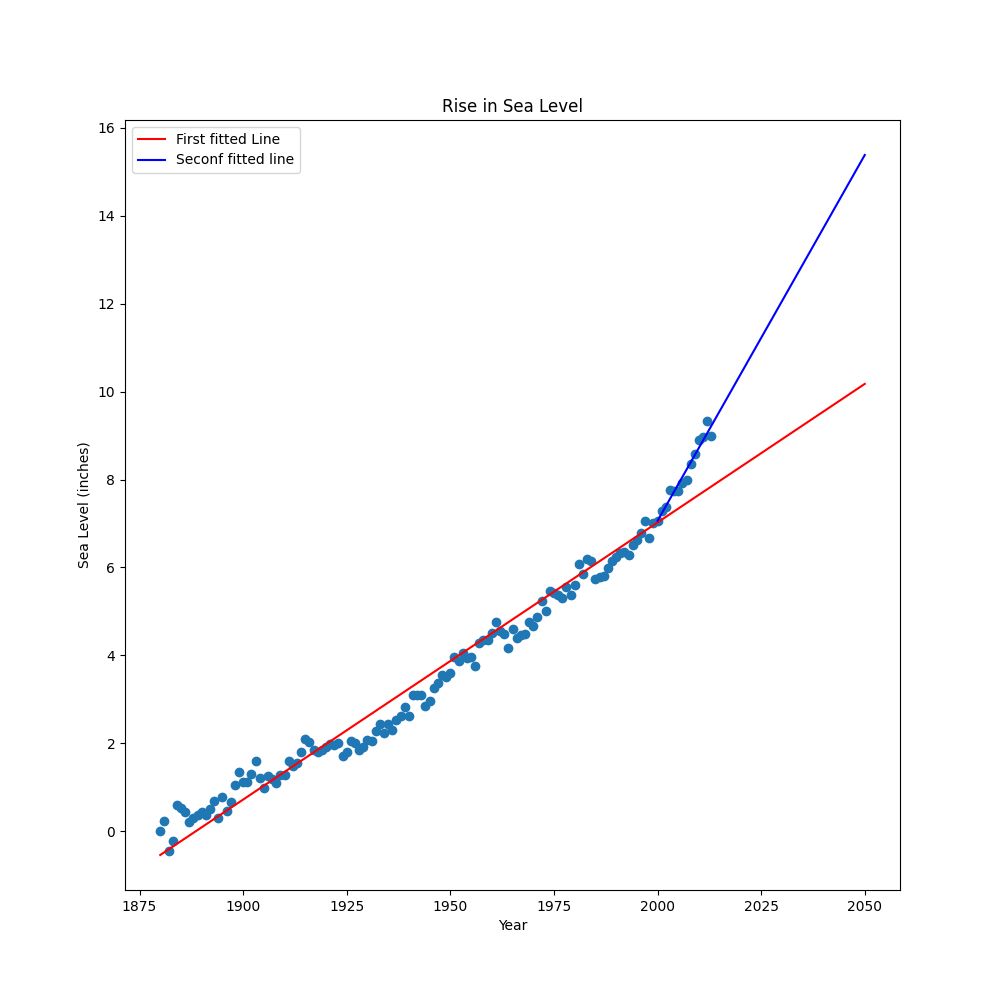 Rise in Sea Level
First fitted Line
Seconf fitted line
16
14
12
10
8
6
4
2
0
Sea Level (inches)
1875 1900 1925 1950 1975 2000 2025 2050
Year